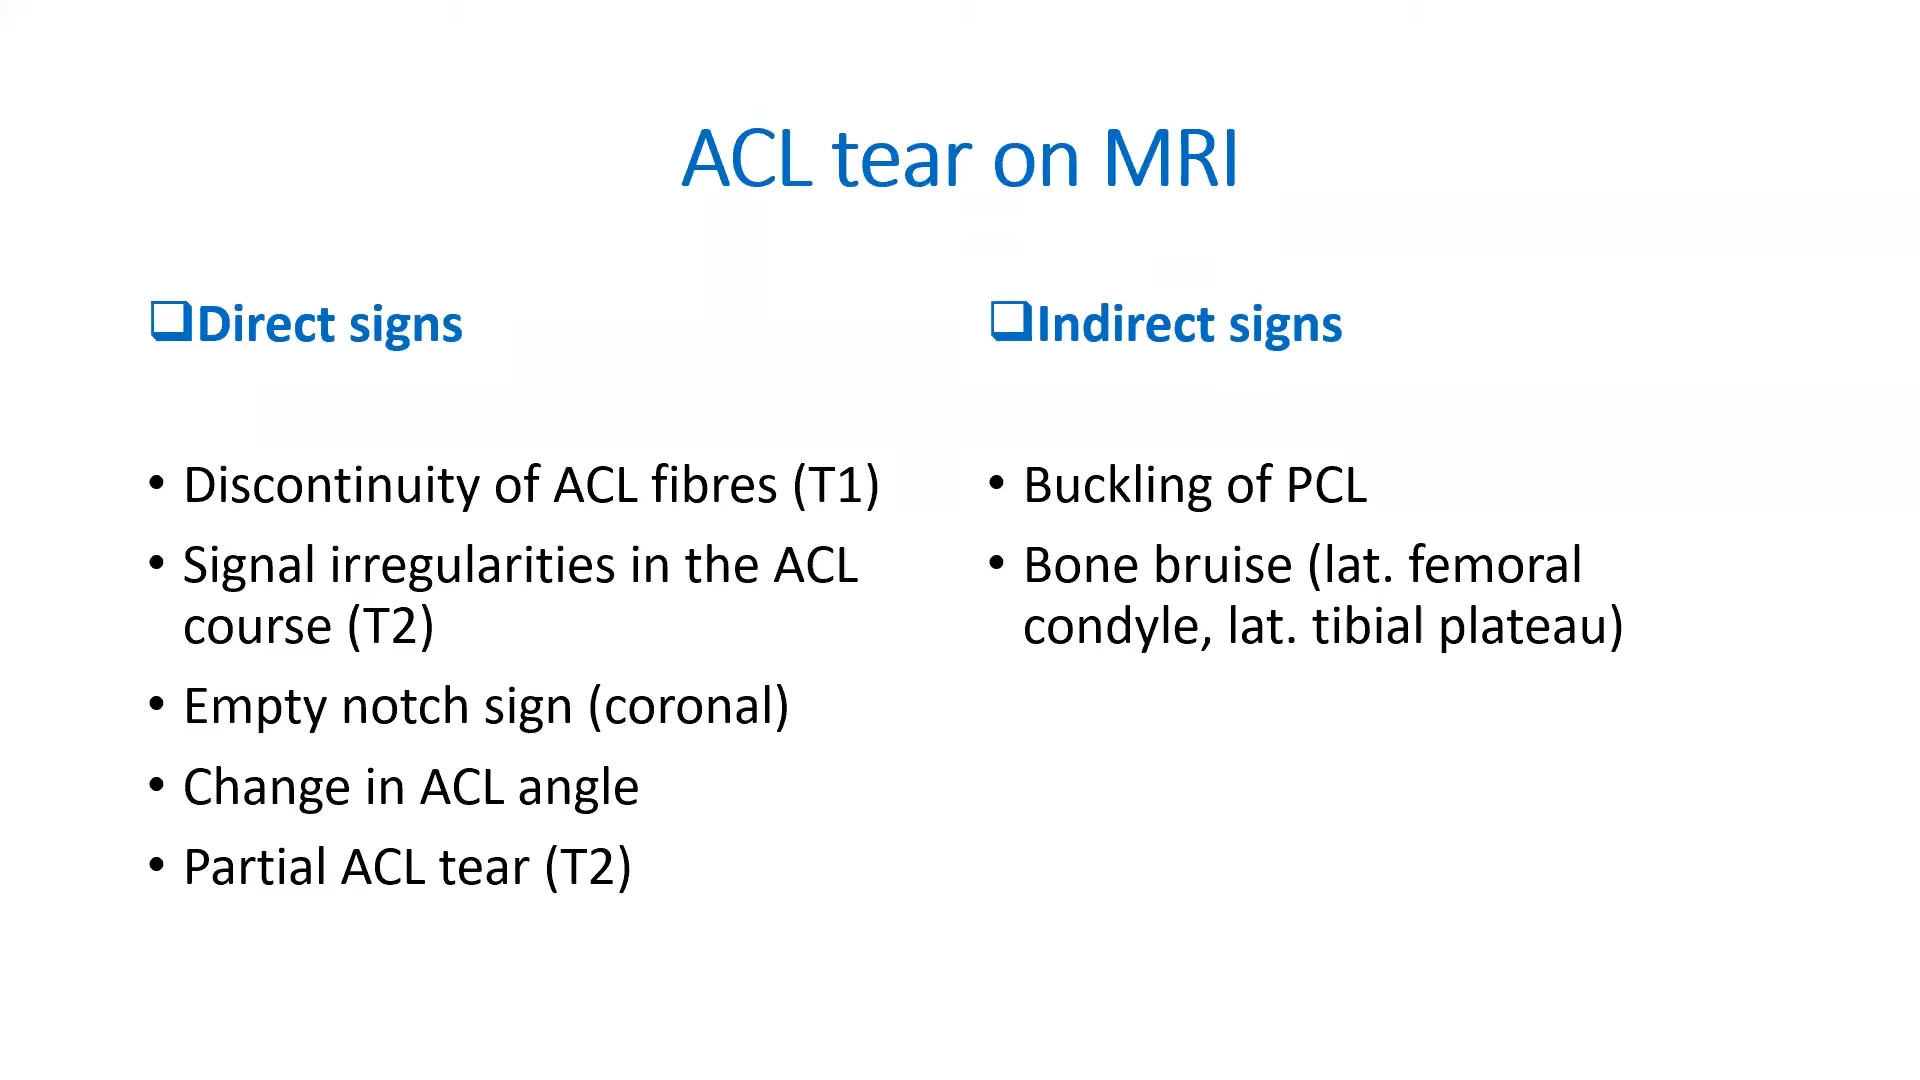 ACL tear on MRI
❑Direct signs
• Discontinuity of ACL fibres (T1)
• Signal irregularities in the ACL
course (T2)
• Empty notch sign (coronal)
• Change in ACL angle
• Partial ACL tear (T2)
❑Indirect signs
• Buckling of PCL
• Bone bruise (lat. femoral
condyle, lat. tibial plateau)